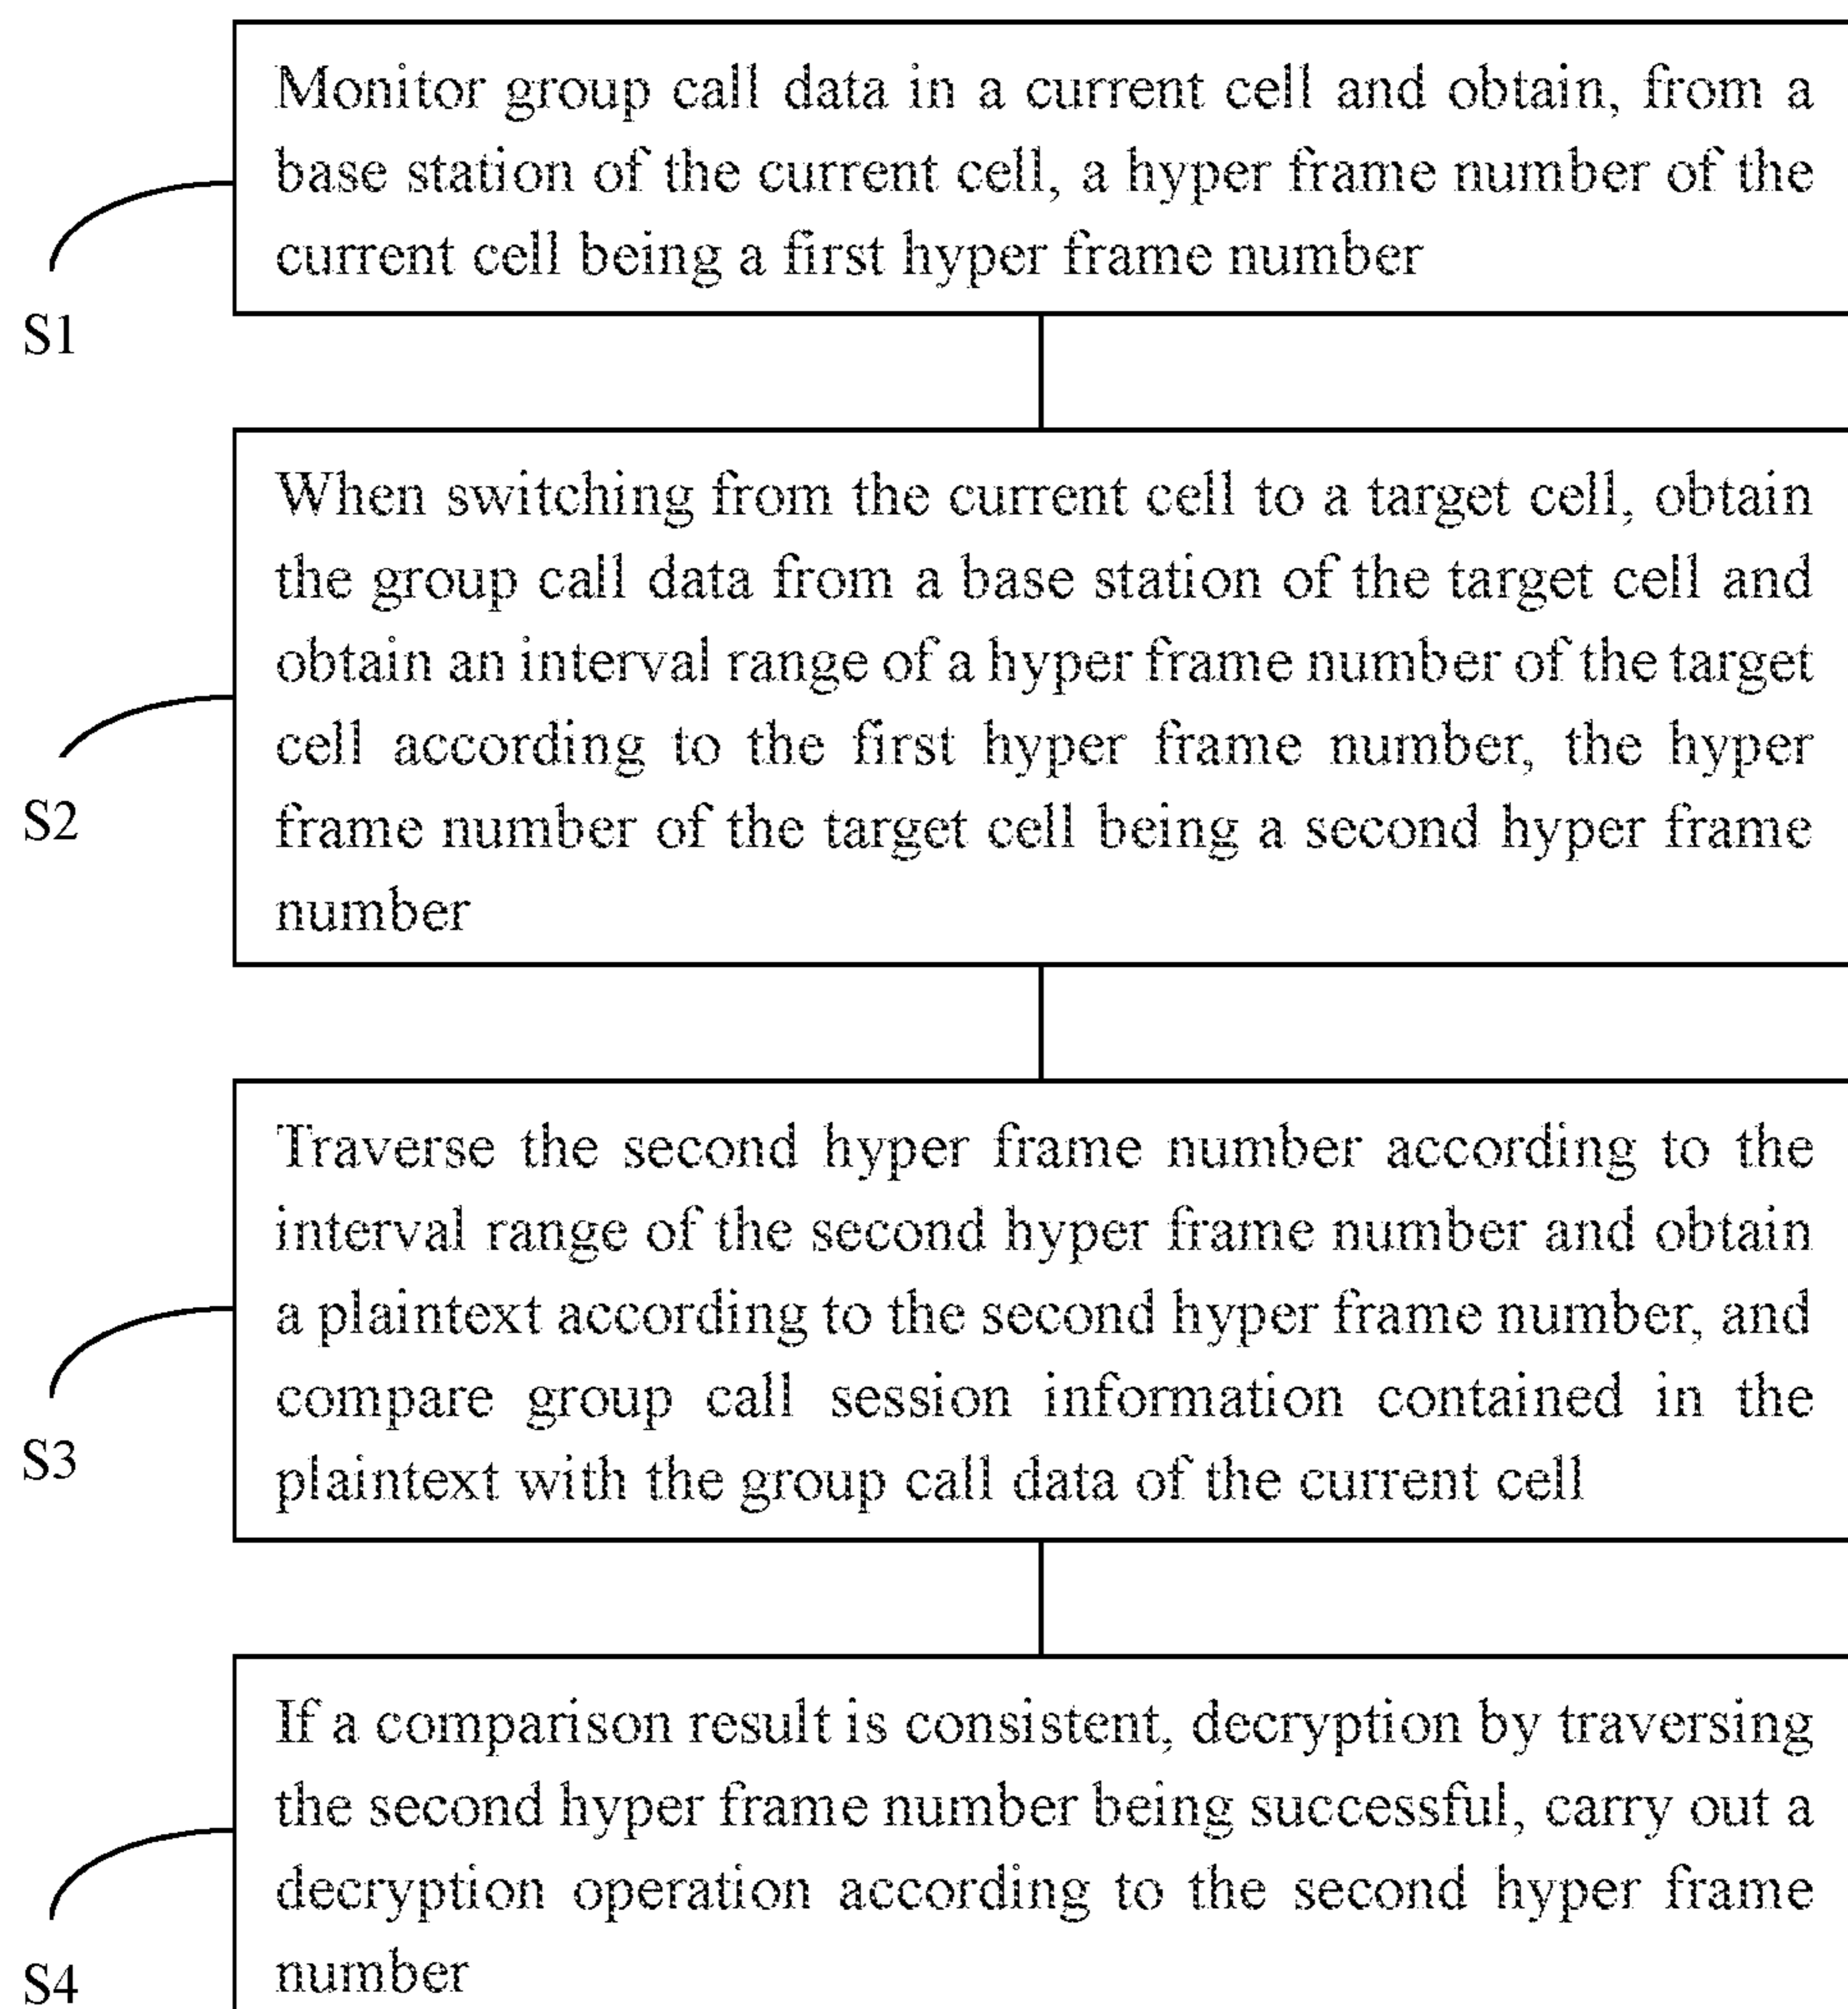 Monitor group call data in a current cell and obtain, from a
base station of the current cell, a hyper frame number of the
current cell being a first hyper frame number
S1
When switching from the current cell to a target cell, obtain
the group call data from a base station of the target cell and
obtain an interval range of a hyper frame number of the target
cell according to the first hyper frame number, the hyper
frame number of the target cell being a second hyper frame
number
S2
Traverse the second hyper frame number according to the
interval range of the second hyper frame number and obtain
a plaintext according to the second hyper frame number, and
compare group call session information contained in the
plaintext with the group call data of the current cell
S3
If a comparison result is consistent, decryption by traversing
the second hyper frame number being successful, carry out a
decryption operation according to the second hyper frame
number
S4